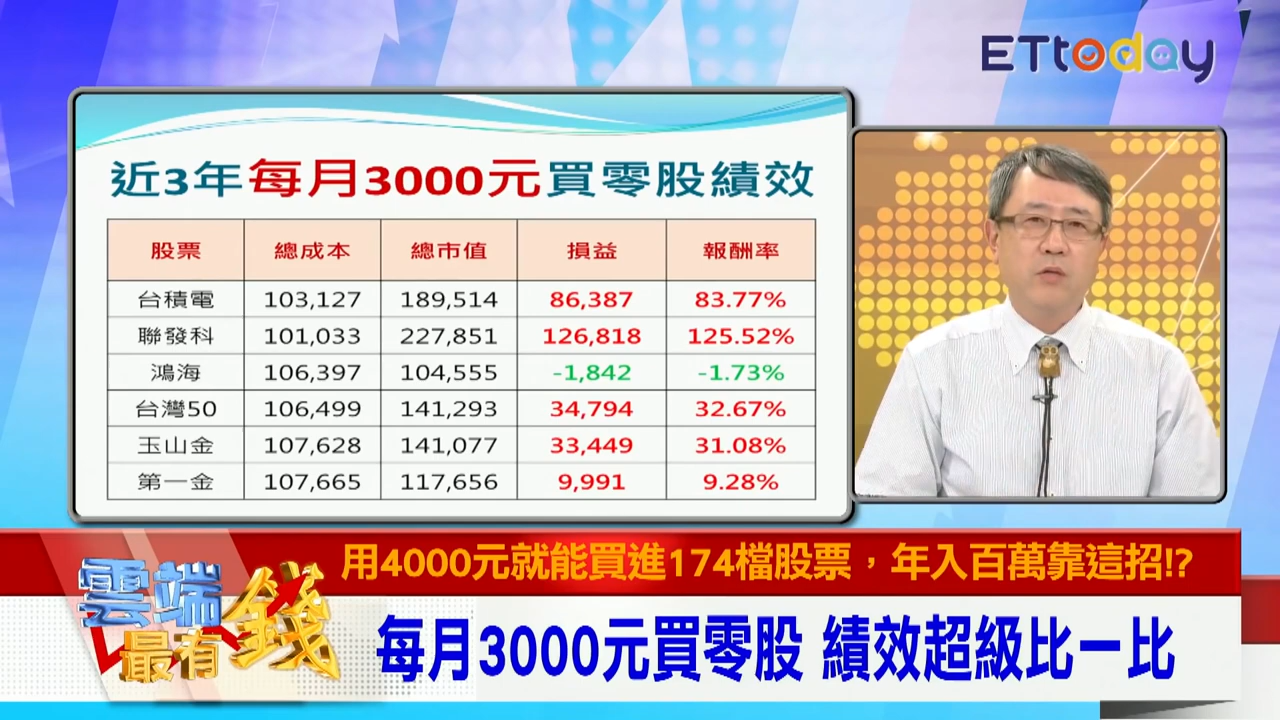 ETtoday
近3年每月3000元買零股績效
股票 總成本 總市值 損益 報酬率
台積電 103,127 189,514 86,387 83.77%
聯發科 101,033 227,851 126,818 125.52%
鴻海 106,397 104,555 -1,842 -1.73%
台灣50 106,499 141,293 34,794 32.67%
玉山金 107,628 141,077 33,449 31.08%
第一金 107,665 117,656 9,991 9.28%
用4000元就能買進174檔股票，年入百萬靠這招!?
雲端最有錢
每月3000元買零股 績效超級比一比